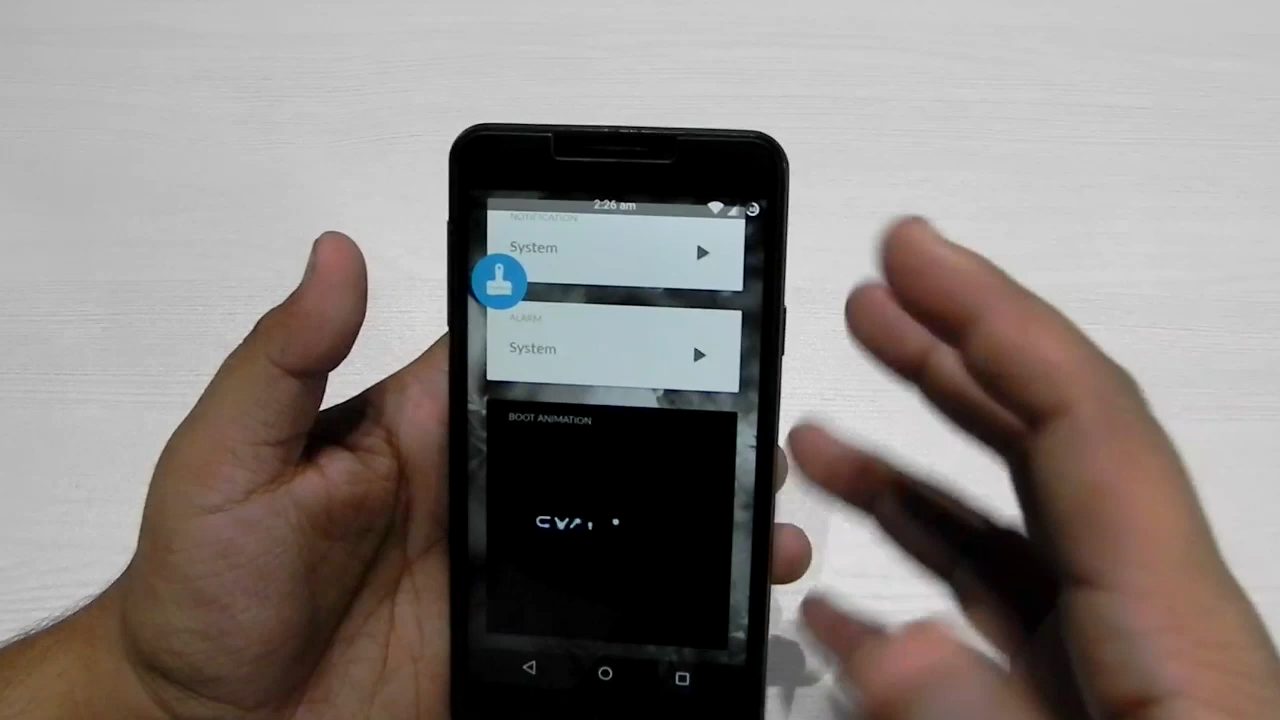 2:26 am
NOTIFICATION
System
ALARM
System
BOOT ANIMATION